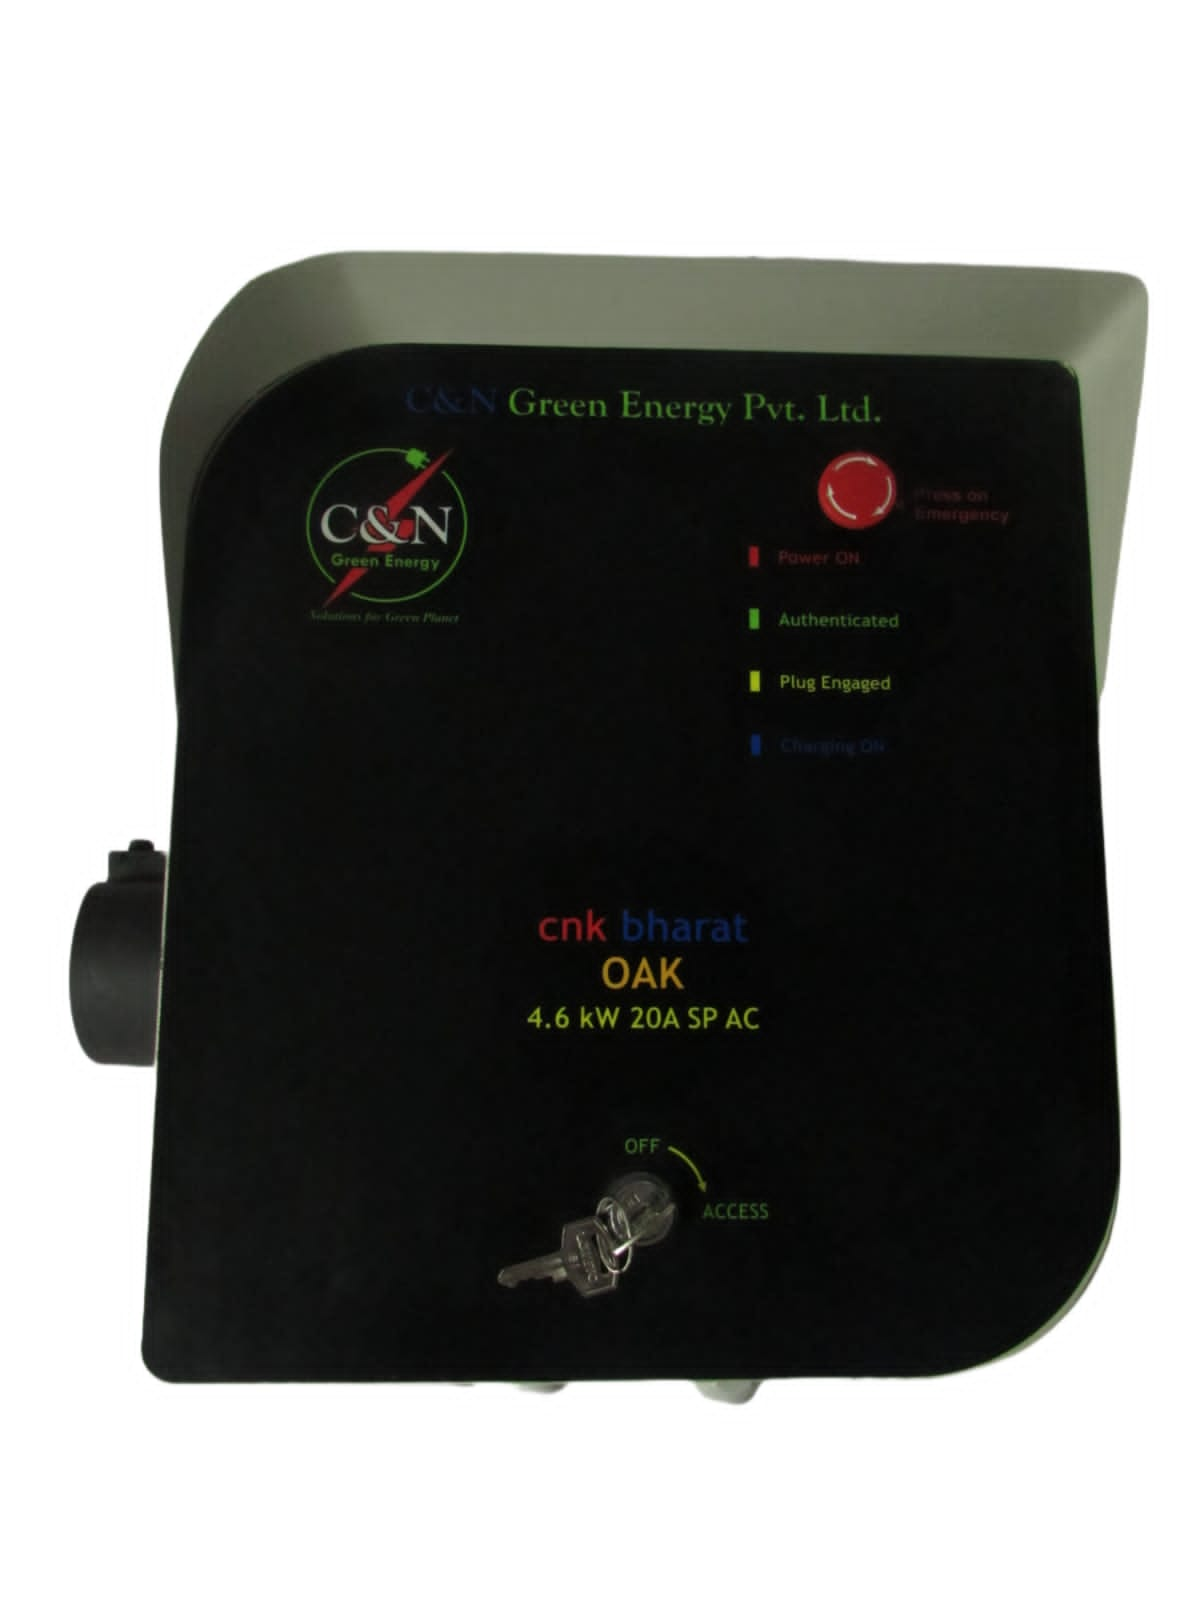 C&N Green Energy Pvt. Ltd.
C&N
Green Energy
Solutions for Green Planet
Press on
Emergency
Power ON
Authenticated
Plug Engaged
Charging ON
cnk bharat
OAK
4.6 kW 20A SP AC
OFF
ACCESS